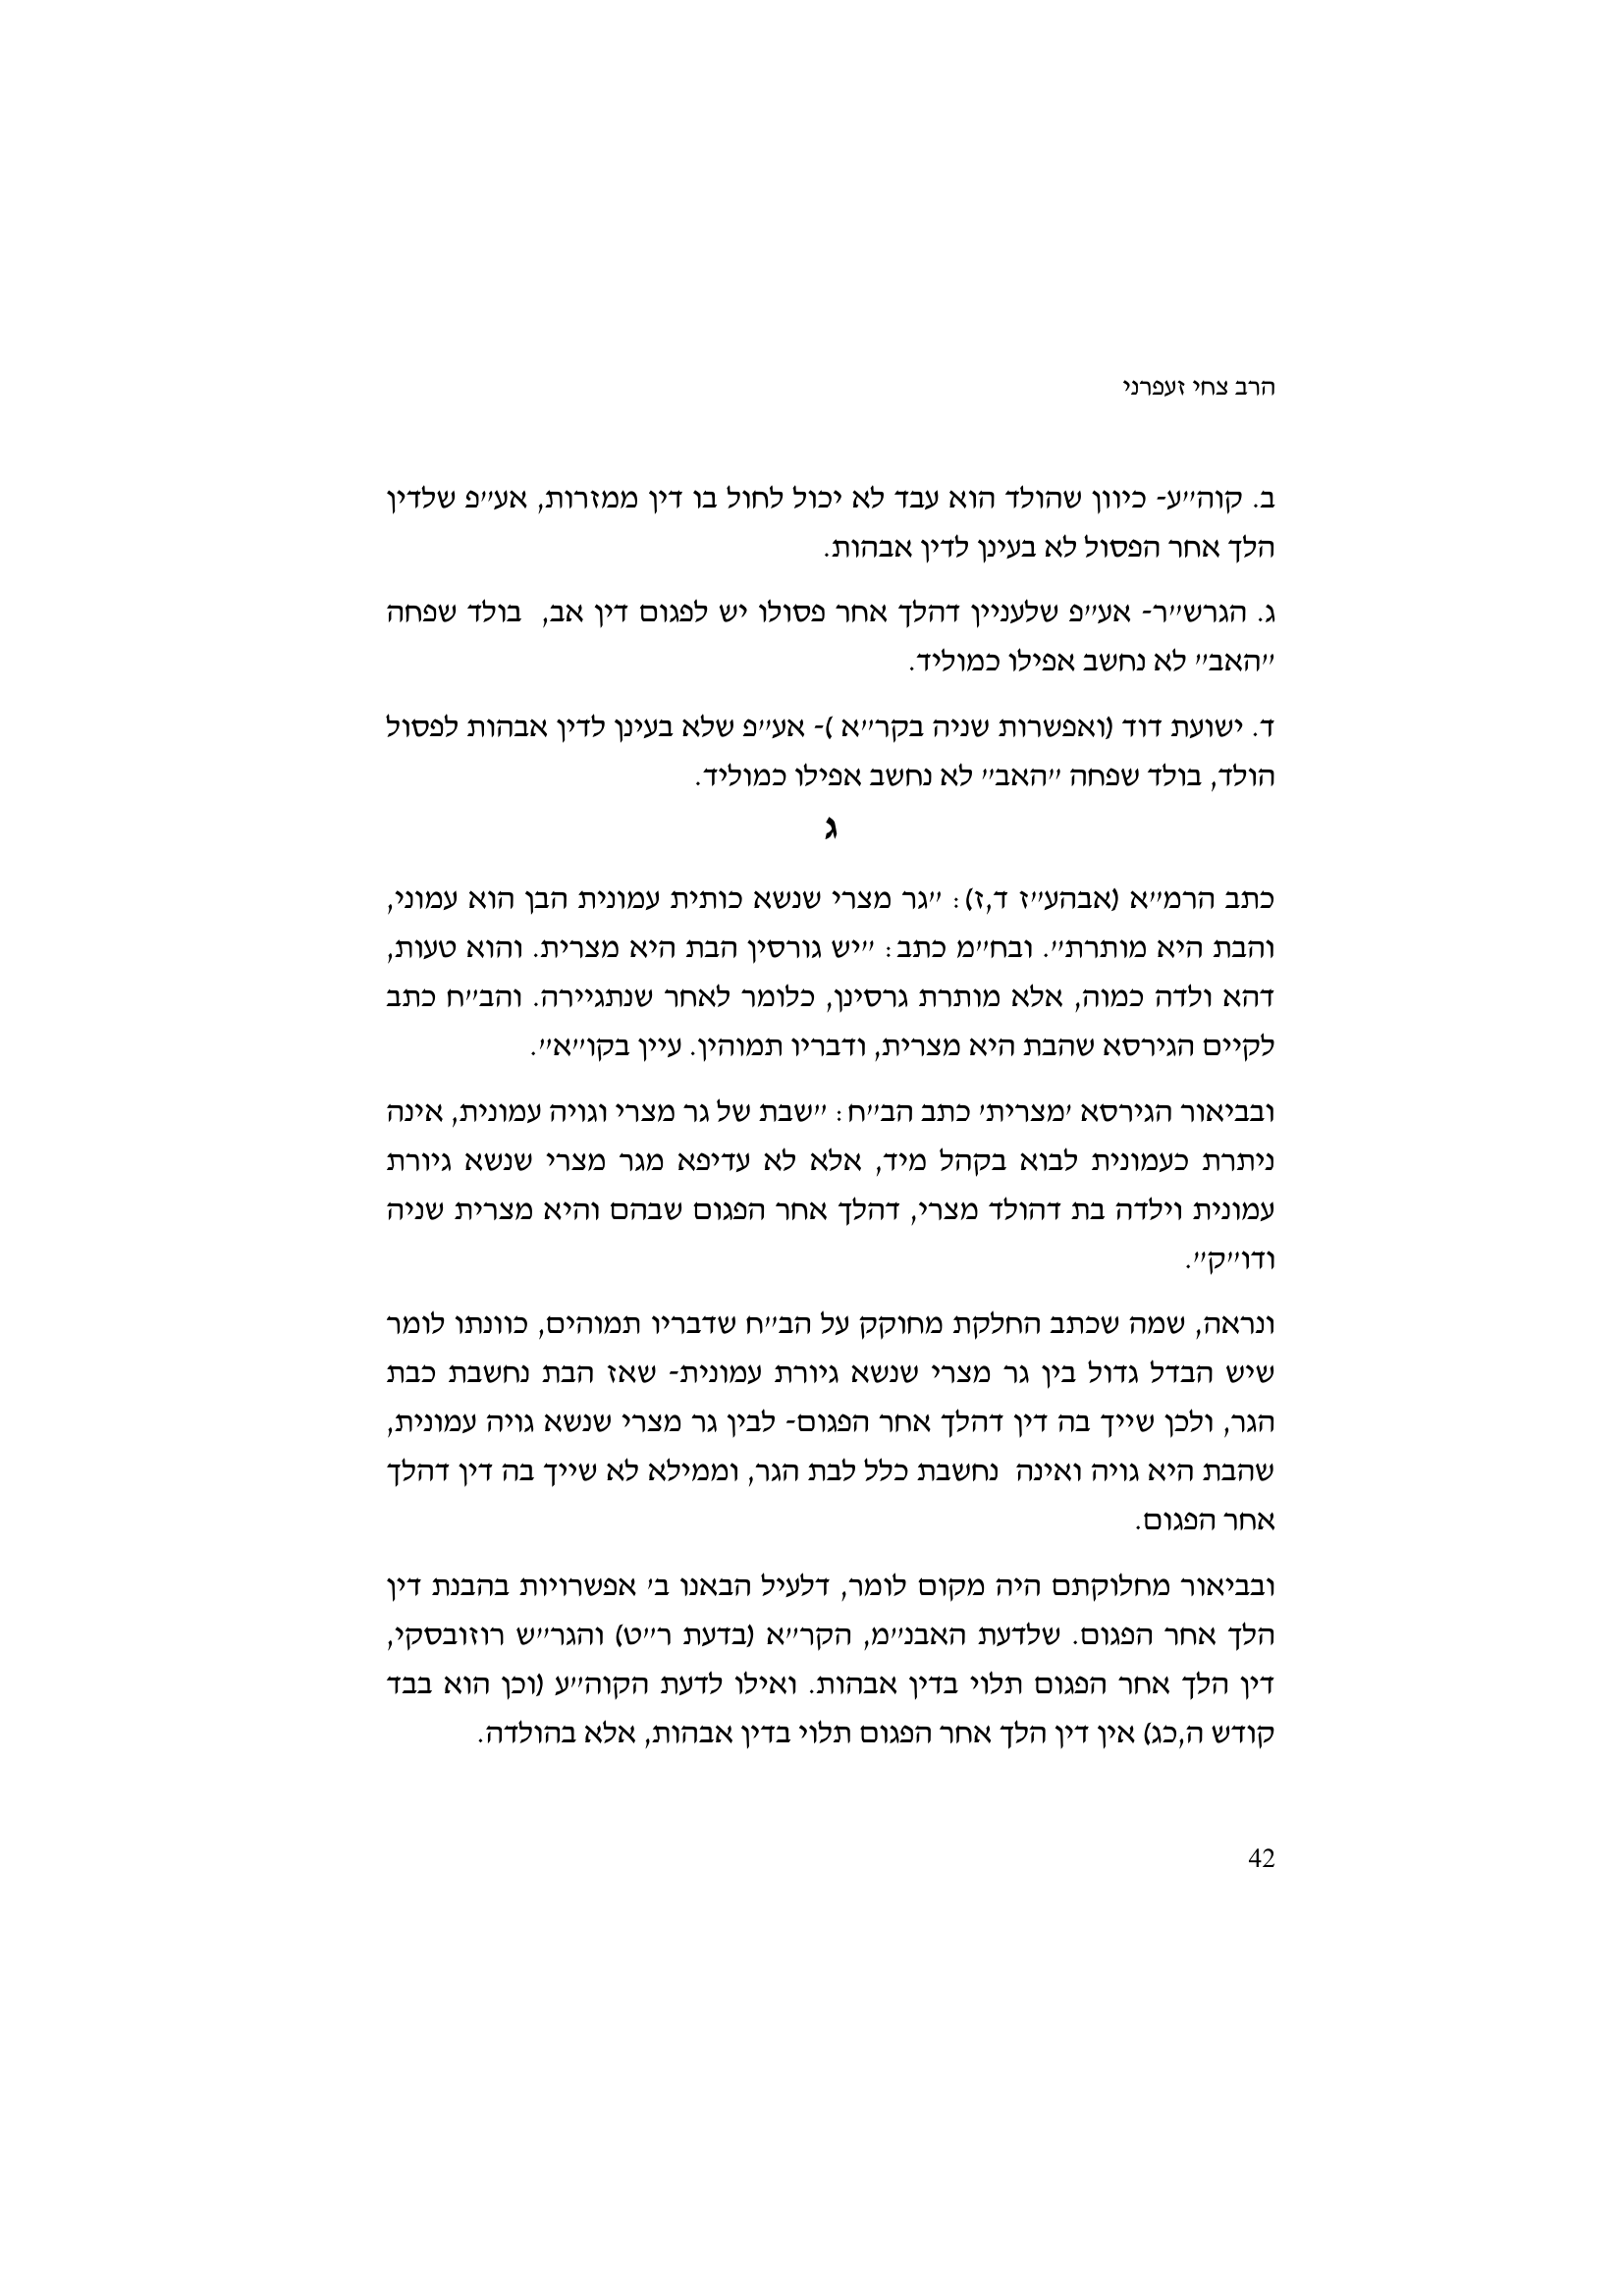 הרב צחי זעפרני
ב. קוה״ע- כיוון שהולד הוא עבד לא יכול לחול בו דין ממזרות, אע״פ שלדין
הלך אחר הפסול לא בעינן לדין אבהות.
ג. הגרש״ר- אע״פ שלעניין דהלך אחר פסולו יש לפגום דין אב, בולד שפחה
״האב״ לא נחשב אפילו כמוליד.
ד. ישועת דוד (ואפשרות שניה בקר״א )- אע״פ שלא בעינן לדין אבהות לפסול
הולד, בולד שפחה ״האב״ לא נחשב אפילו כמוליד.
ג
כתב הרמ״א (אבהע״ז ד,ז): ״גר מצרי שנשא כותית עמונית הבן הוא עמוני,
והבת היא מותרת״. ובח״מ כתב: ״יש גורסין הבת היא מצרית. והוא טעות,
דהא ולדה כמוה, אלא מותרת גרסינן, כלומר לאחר שנתגיירה. והב״ח כתב
לקיים הגירסא שהבת היא מצרית, ודבריו תמוהין. עיין בקו״א״.
ובביאור הגירסא ׳מצרית׳ כתב הב״ח: ״שבת של גר מצרי וגויה עמונית, אינה
ניתרת כעמונית לבוא בקהל מיד, אלא לא עדיפא מגר מצרי שנשא גיורת
עמונית וילדה בת דהולד מצרי, דהלך אחר הפגום שבהם והיא מצרית שניה
ודו״ק״.
ונראה, שמה שכתב החלקת מחוקק על הב״ח שדבריו תמוהים, כוונתו לומר
שיש הבדל גדול בין גר מצרי שנשא גיורת עמונית- שאז הבת נחשבת כבת
הגר, ולכן שייך בה דין דהלך אחר הפגום- לבין גר מצרי שנשא גויה עמונית,
שהבת היא גויה ואינה נחשבת כלל לבת הגר, וממילא לא שייך בה דין דהלך
אחר הפגום.
ובביאור מחלוקתם היה מקום לומר, דלעיל הבאנו ב׳ אפשרויות בהבנת דין
הלך אחר הפגום. שלדעת האבנ״מ, הקר״א (בדעת ר״ט) והגר״ש רוזובסקי,
דין הלך אחר הפגום תלוי בדין אבהות. ואילו לדעת הקוה״ע (וכן הוא בבד
קודש ה,כג) אין דין הלך אחר הפגום תלוי בדין אבהות, אלא בהולדה.
42